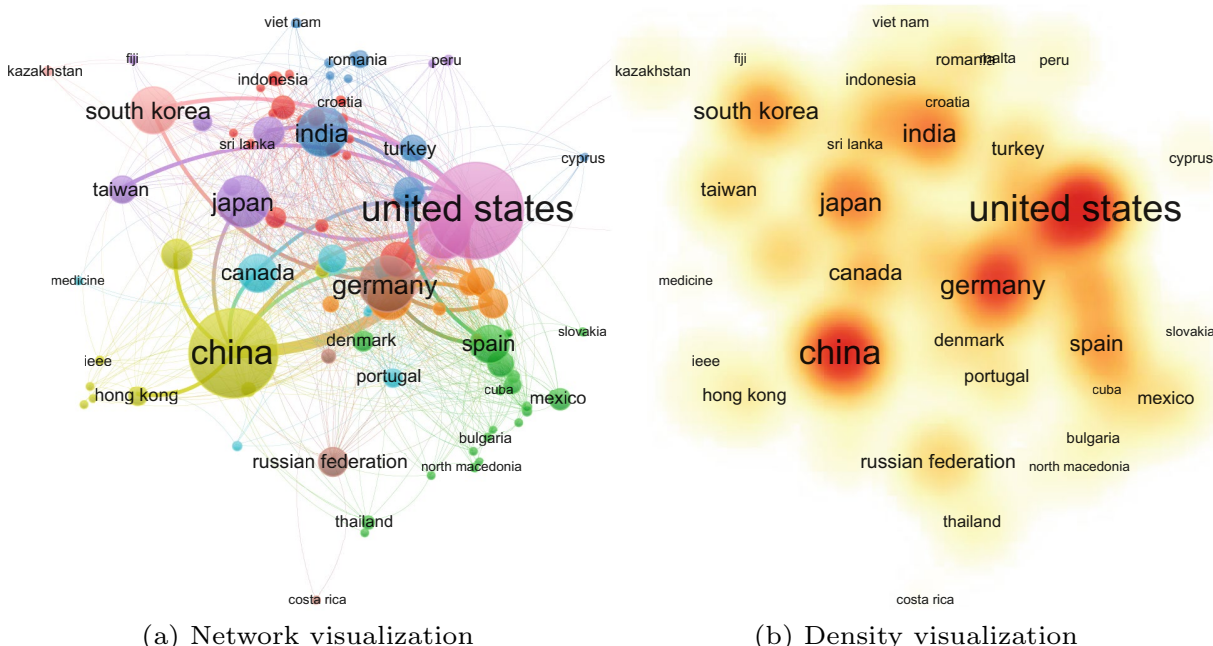 viet nam
fiji
romania
peru
kazakhstan
indonesia
south korea
croatia
india
sri lanka
turkey
cyprus
taiwan
japan
united states
canada
medicine
germany
denmark
slovakia
china
spain
ieee
portugal
hong kong
cuba
mexico
bulgaria
russian federation
north macedonia
thailand
costa rica
(a) Network visualization
viet nam
fiji
romania
malta
peru
kazakhstan
indonesia
south korea
croatia
india
sri lanka
turkey
cyprus
taiwan
japan
united states
canada
medicine
germany
denmark
slovakia
china
spain
ieee
portugal
hong kong
cuba
mexico
bulgaria
russian federation
north macedonia
thailand
costa rica
(b) Density visualization